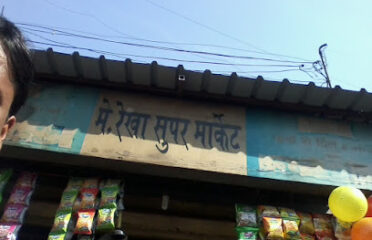 मे. रेखा सुपर मार्केट